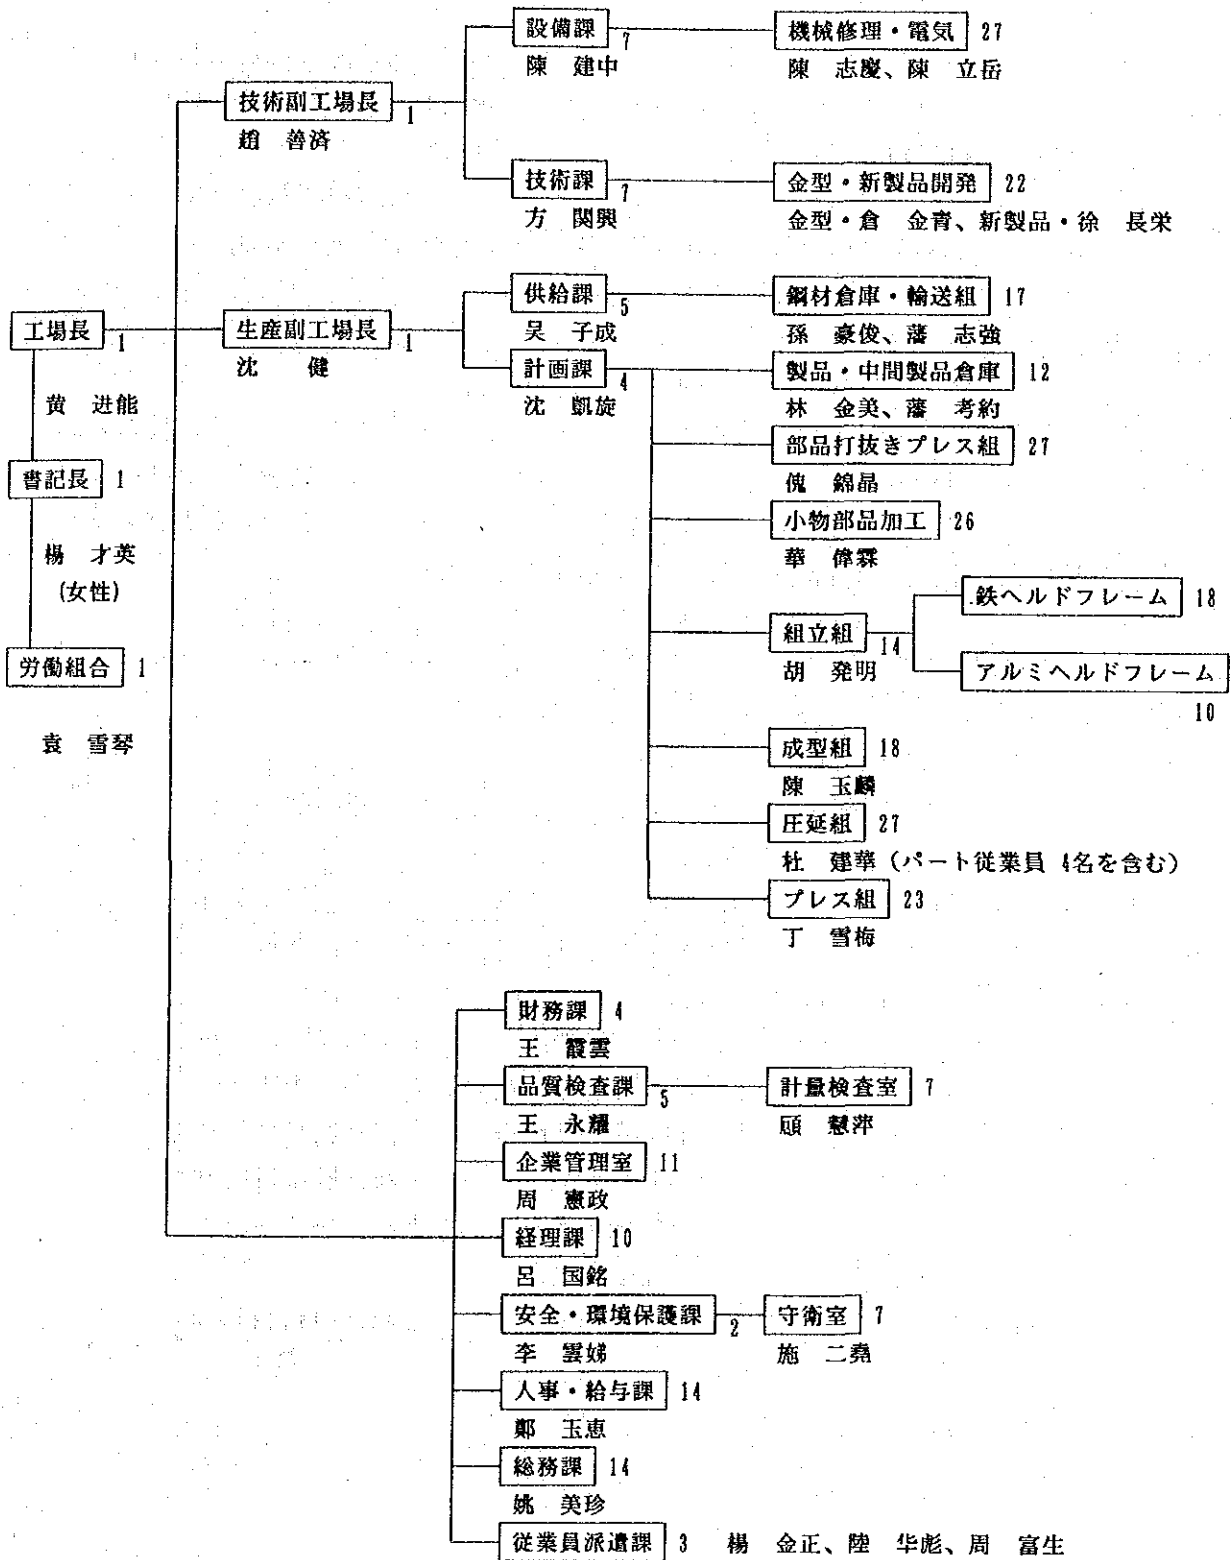 設備課 7 機械修理・電気 27
陳 建中 陳 志慶、陳 立岳
技術副工場長 1
趙 善済
技術課 7 金型・新製品開発 22
方 関興 金型・倉 金青、新製品・徐 長栄
供給課 5 鋼材倉庫・輸送組 17
工場長 1 生産副工場長 1
呉 子成 孫 豪俊、藩 志強
沈 健
計画課 4 製品・中間製品倉庫 12
黄 进能 沈 凱旋 林 金美、藩 考約
部品打抜きプレス組 27
書記長 1
傀 錦晶
小物部品加工 26
楊 才英 華 偉霖
(女性)
鉄ヘルドフレーム 18
組立組 14
労働組合 1 胡 発明 アルミヘルドフレーム
10
袁 雪琴
成型組 18
陳 玉麟
圧延組 27
杜 建華 (パート従業員 4名を含む)
プレス組 23
丁 雪梅
財務課 4
王 霞雲
品質検査課 5 計量検査室 7
王 永耀 頋 慧萍
企業管理室 11
周 憲政
経理課 10
呂 国銘
安全・環境保護課 2 守衛室 7
李 雲娣 施 二堯
人事・給与課 14
鄭 玉恵
総務課 14
姚 美珍
従業員派遣課 3 楊 金正、陸 华彪、周 富生